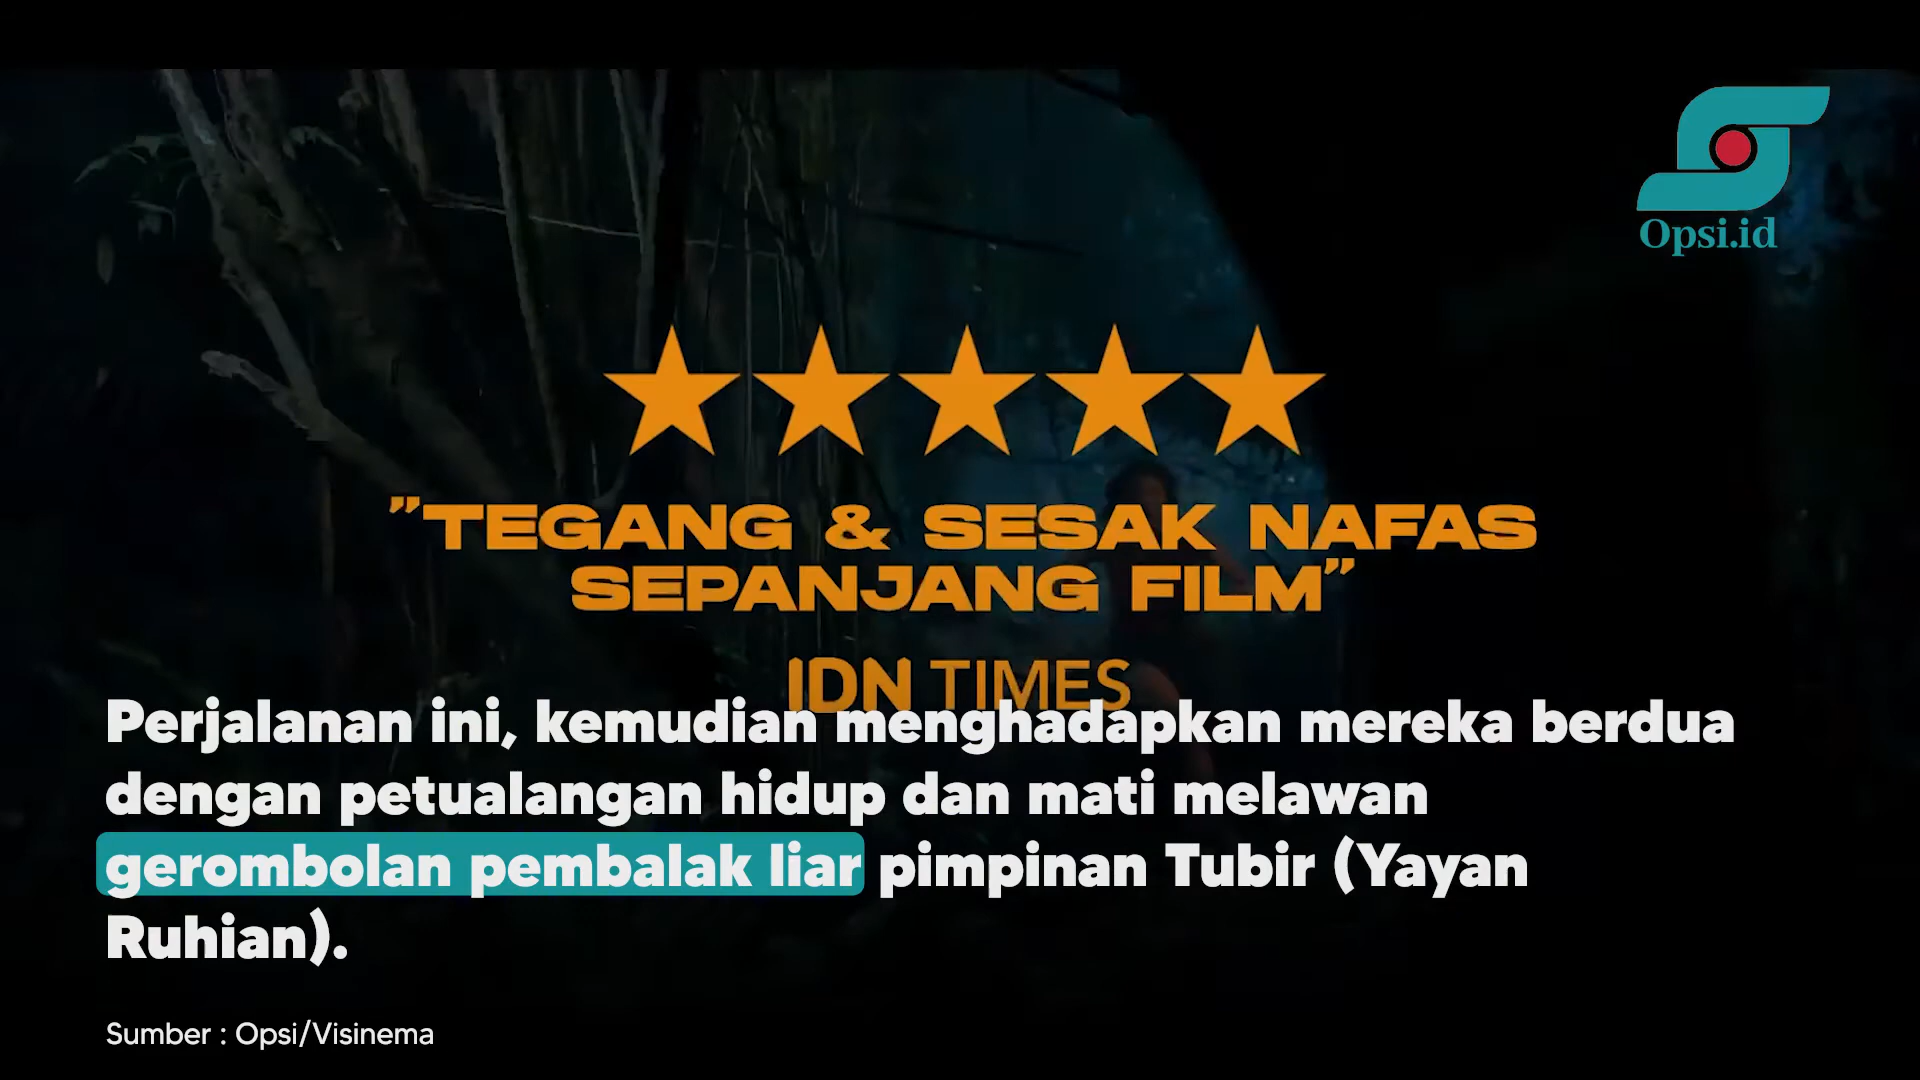 Opsi.id
"TEGANG & SESAK NAFAS
SEPANJANG FILM"
IDN TIMES
Perjalanan ini, kemudian menghadapkan mereka berdua
dengan petualangan hidup dan mati melawan
gerombolan pembalak liar pimpinan Tubir (Yayan
Ruhian).
Sumber : Opsi/Visinema